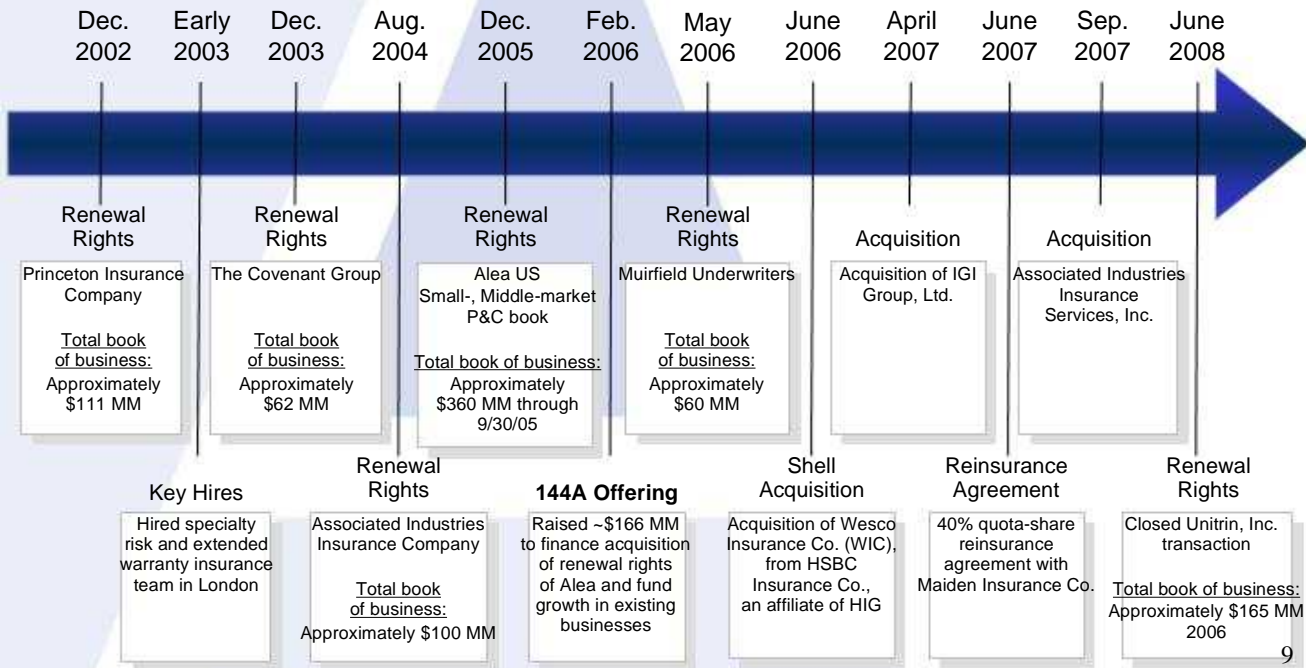 Dec.
2002
Early
2003
Dec.
2003
Aug.
2004
Dec.
2005
Feb.
2006
May
2006
June
2006
April
2007
June
2007
Sep.
2007
June
2008
Renewal
Rights
Princeton Insurance
Company
Total book
of business:
Approximately
$111 MM
Renewal
Rights
The Covenant Group
Total book
of business:
Approximately
$62 MM
Renewal
Rights
Alea US
Small-, Middle-market
P&C book
Total book of business:
Approximately
$360 MM through
9/30/05
Renewal
Rights
Muirfield Underwriters
Total book
of business:
Approximately
$60 MM
Acquisition
Acquisition of IGI
Group, Ltd.
Acquisition
Associated Industries
Insurance
Services, Inc.
Key Hires
Hired specialty
risk and extended
warranty insurance
team in London
Renewal
Rights
Associated Industries
Insurance Company
Total book
of business:
Approximately $100 MM
144A Offering
Raised ~$166 MM
to finance acquisition
of renewal rights
of Alea and fund
growth in existing
businesses
Shell
Acquisition
Acquisition of Wesco
Insurance Co. (WIC),
from HSBC
Insurance Co.,
an affiliate of HIG
Reinsurance
Agreement
40% quota-share
reinsurance
agreement with
Maiden Insurance Co.
Renewal
Rights
Closed Unitrin, Inc.
transaction
Total book of business:
Approximately $165 MM
2006
9